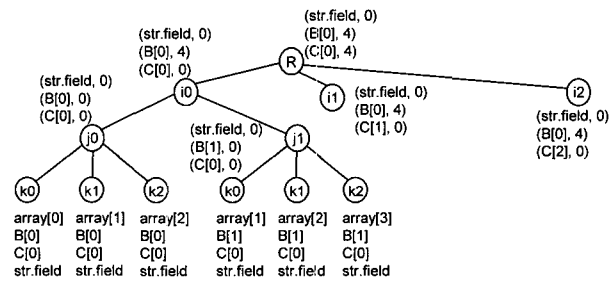 (str.field, 0)
(B[0], 4)
(C[0], 4)
R
(str.field, 0)
(B[0], 4)
(C[0], 0)
i0
(str.field, 0)
(B[0], 4)
(C[1], 0)
i1
i2
(str.field, 0)
(B[0], 4)
(C[2], 0)
(str.field, 0)
(B[0], 0)
(C[0], 0)
j0
(str.field, 0)
(B[1], 0)
(C[0], 0)
j1
k0 k1 k2 k0 k1 k2
array[0] array[1] array[2] array[1] array[2] array[3]
B[0] B[0] B[0] B[1] B[1] B[1]
C[0] C[0] C[0] C[0] C[0] C[0]
str.field str.field str.field str.field str.field str.field